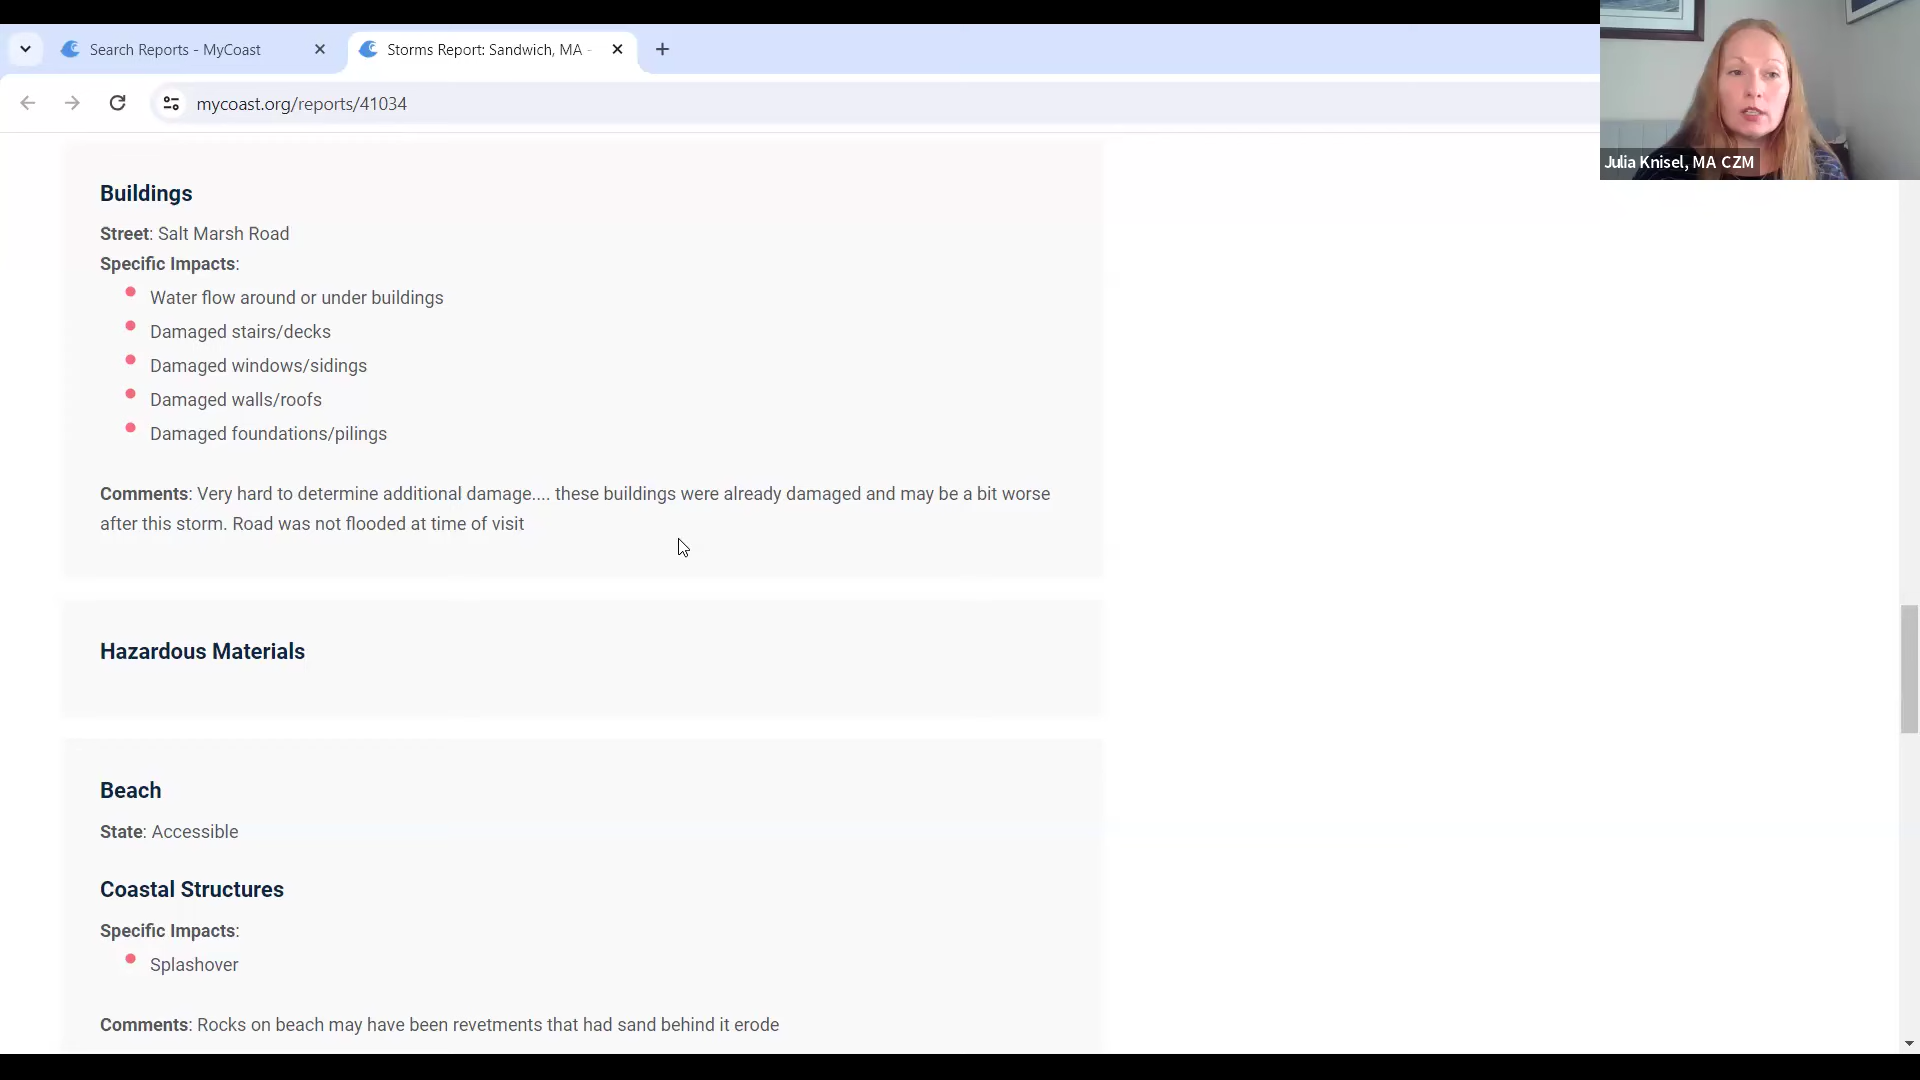 Search Reports - MyCoast
Storms Report: Sandwich, MA -
mycoast.org/reports/41034
Julia Knisel, MA CZM
Buildings
Street: Salt Marsh Road
Specific Impacts:
Water flow around or under buildings
Damaged stairs/decks
Damaged windows/sidings
Damaged walls/roofs
Damaged foundations/pilings
Comments: Very hard to determine additional damage.... these buildings were already damaged and may be a bit worse
after this storm. Road was not flooded at time of visit
Hazardous Materials
Beach
State: Accessible
Coastal Structures
Specific Impacts:
Splashover
Comments: Rocks on beach may have been revetments that had sand behind it erode